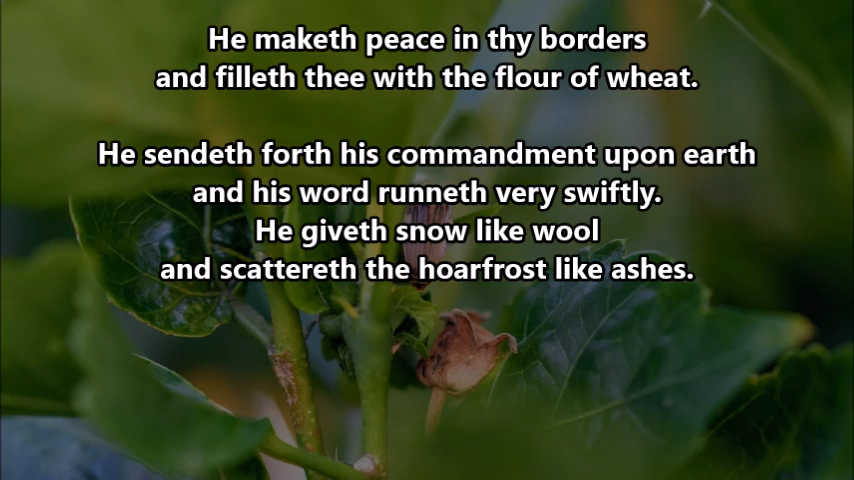 He maketh peace in thy borders
and filleth thee with the flour of wheat.
He sendeth forth his commandment upon earth
and his word runneth very swiftly.
He giveth snow like wool
and scattereth the hoarfrost like ashes.